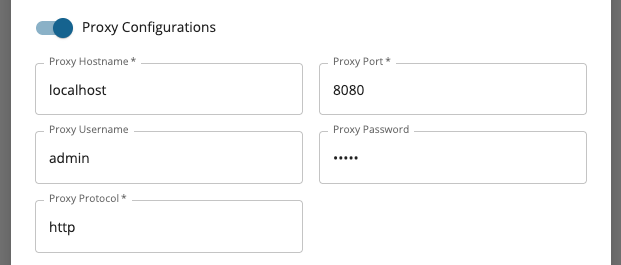 Proxy Configurations
Proxy Hostname *
localhost
Proxy Port *
8080
Proxy Username
admin
Proxy Password
•••••
Proxy Protocol *
http